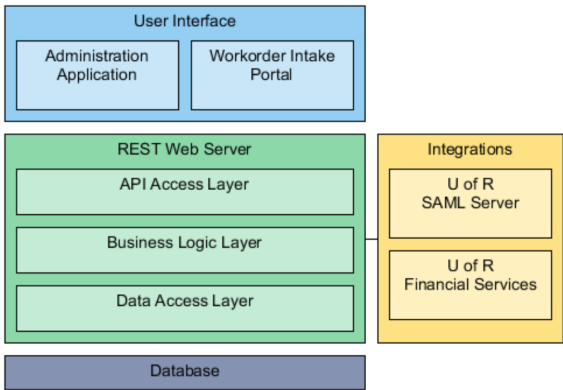 User Interface
Administration
Application
Workorder Intake
Portal
REST Web Server
API Access Layer
Business Logic Layer
Data Access Layer
Integrations
U of R
SAML Server
U of R
Financial Services
Database